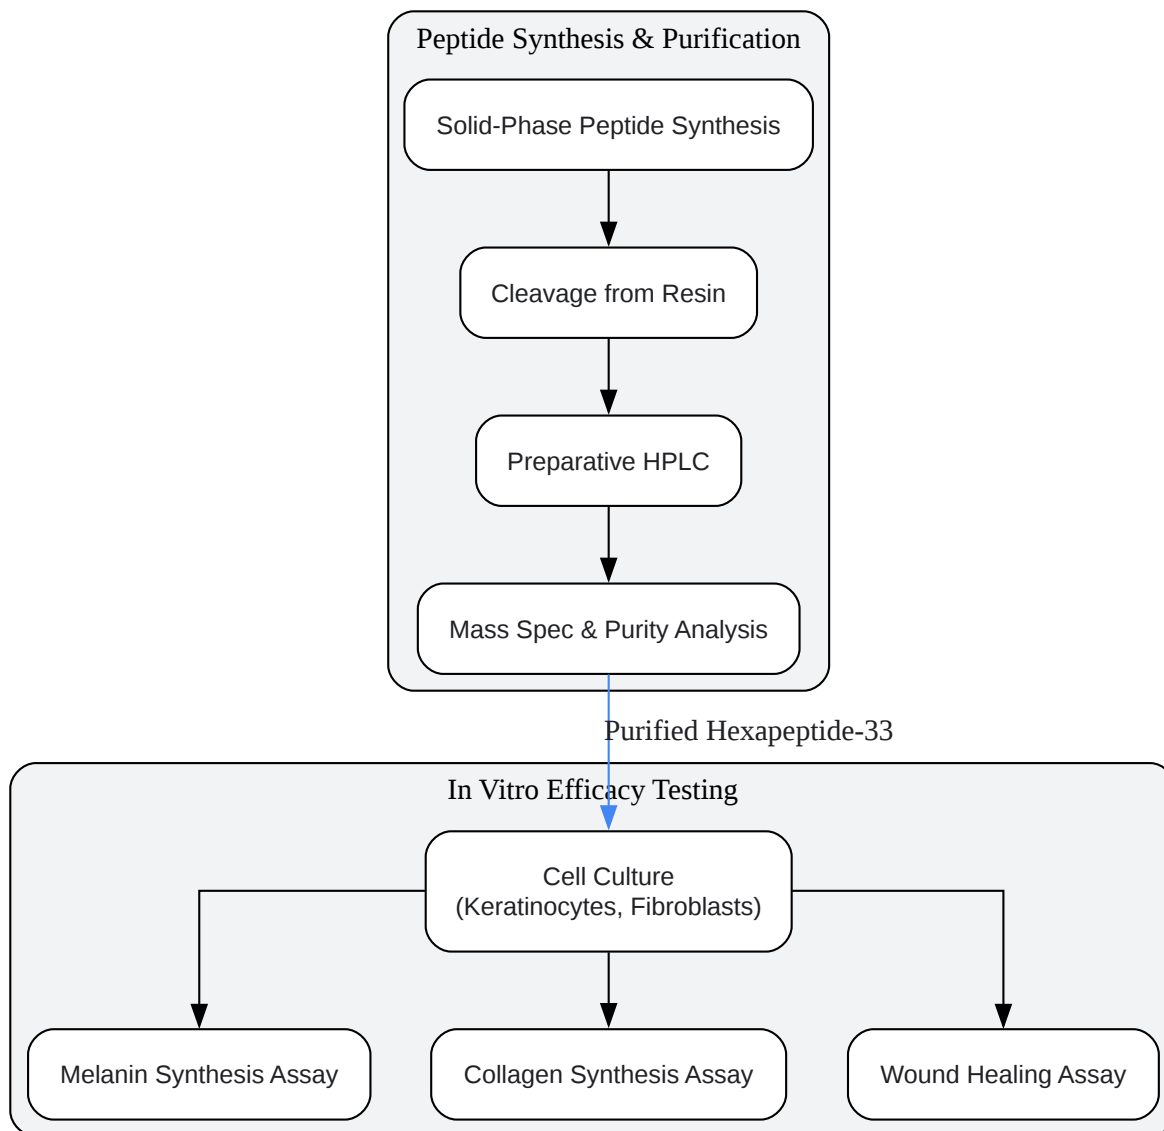 Peptide Synthesis & Purification
Solid-Phase Peptide Synthesis
Cleavage from Resin
Preparative HPLC
Mass Spec & Purity Analysis
Purified Hexapeptide-33
In Vitro Efficacy Testing
Cell Culture
(Keratinocytes, Fibroblasts)
Melanin Synthesis Assay
Collagen Synthesis Assay
Wound Healing Assay